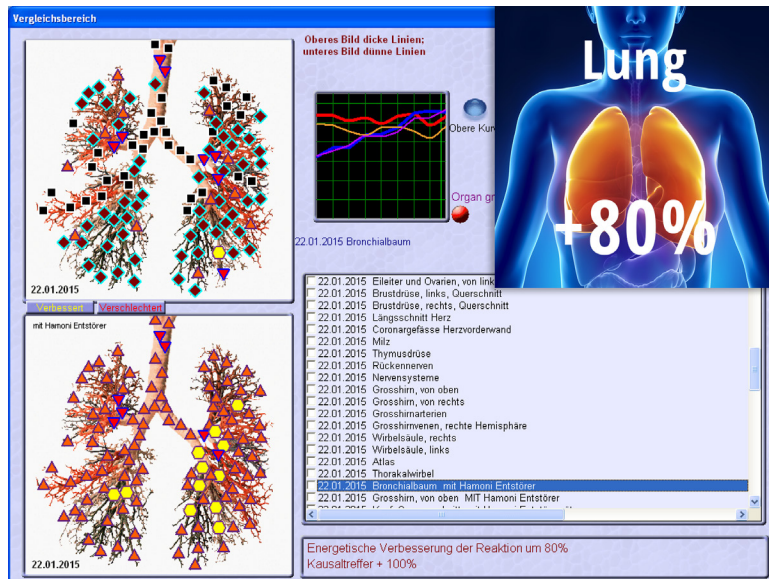 Vergleichsbereich
Oberes Bild dicke Linien;
unteres Bild dünne Linien
Lung
+80%
Obere Kurv
Organ gr
22.01.2015 Bronchialbaum
22.01.2015
Verbessert
Verschlechtert
mit Hamoni Entstörer
22.01.2015
22.01.2015 Eileiter und Ovarien, von link
22.01.2015 Brustdrüse, links, Querschnitt
22.01.2015 Brustdrüse, rechts, Querschnitt
22.01.2015 Längsschnitt Herz
22.01.2015 Coronargefässe Herzvorderwand
22.01.2015 Milz
22.01.2015 Thymusdrüse
22.01.2015 Rückennerven
22.01.2015 Nervensysteme
22.01.2015 Grosshirn, von oben
22.01.2015 Grosshirn, von rechts
22.01.2015 Grosshirnarterien
22.01.2015 Grosshirnvenen, rechte Hemisphäre
22.01.2015 Wirbelsäule, rechts
22.01.2015 Wirbelsäule, links
22.01.2015 Atlas
22.01.2015 Thorakalwirbel
22.01.2015 Bronchialbaum mit Hamoni Entstörer
22.01.2015 Grosshirn, von oben MIT Hamoni Entstörer
Energetische Verbesserung der Reaktion um 80%
Kausaltreffer + 100%